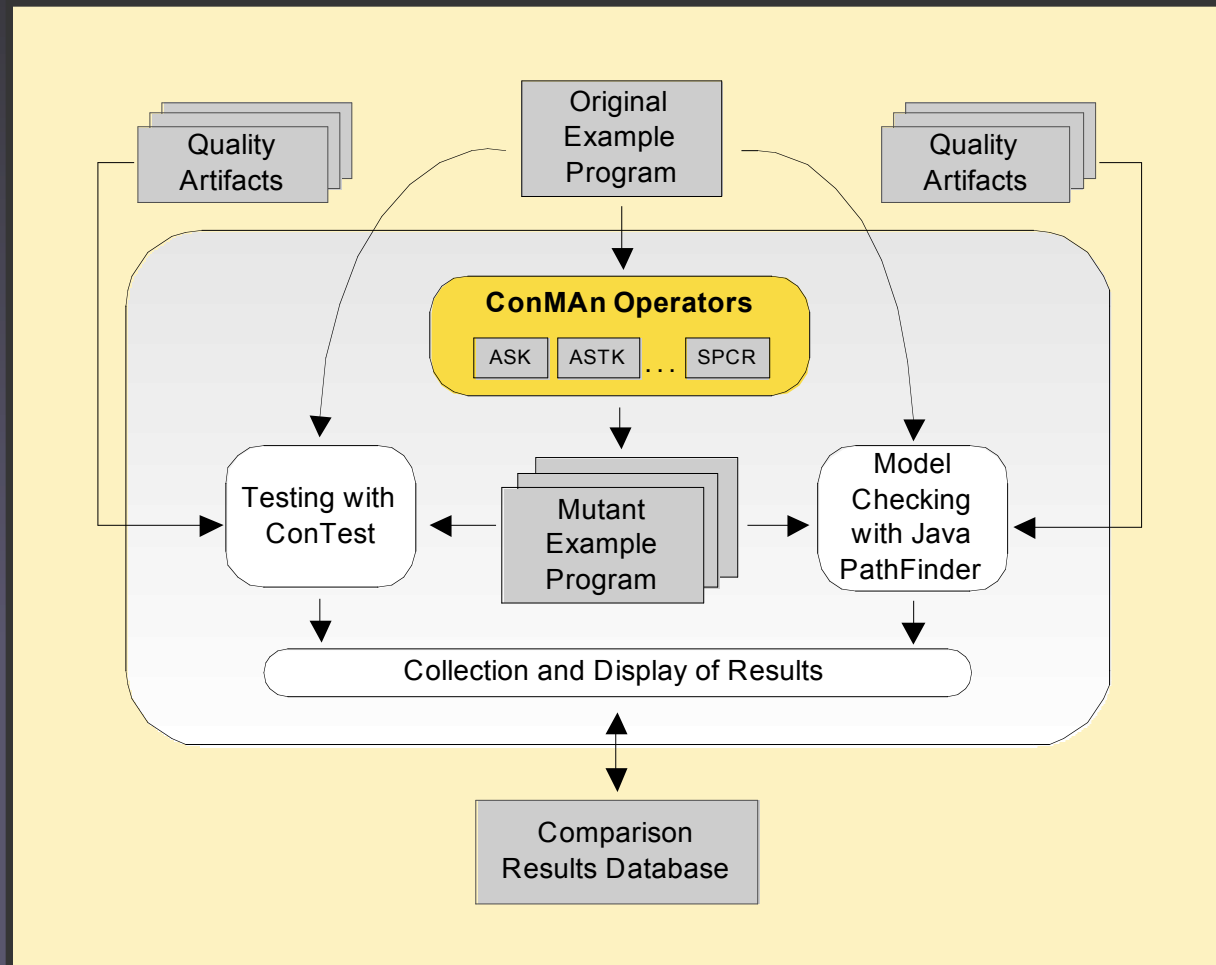 Original
Example
Program
Quality
Artifacts
Quality
Artifacts
ConMAn Operators
ASK ASTK ... SPCR
Testing with
ConTest
Mutant
Example
Program
Model
Checking
with Java
PathFinder
Collection and Display of Results
Comparison
Results Database